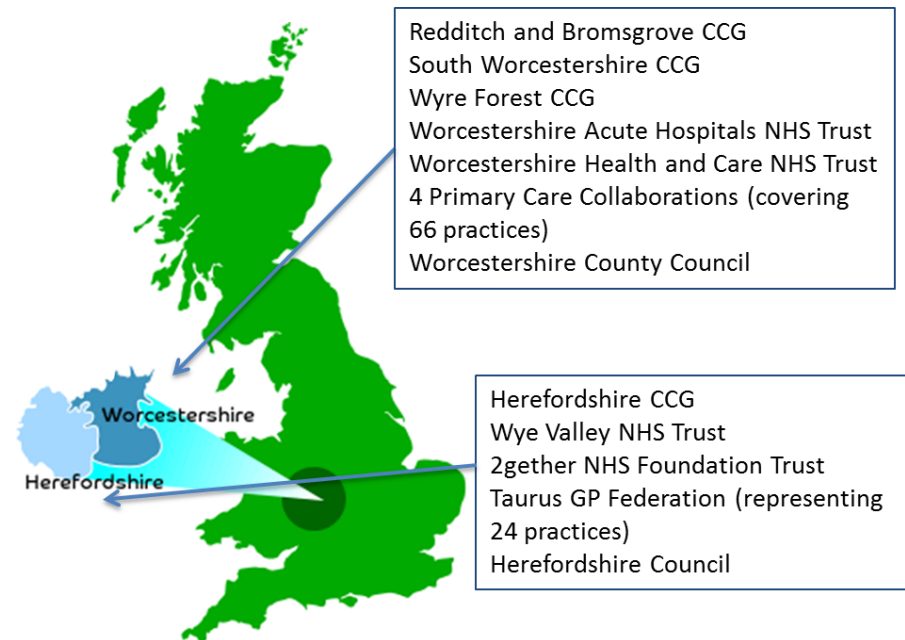 Redditch and Bromsgrove CCG
South Worcestershire CCG
Wyre Forest CCG
Worcestershire Acute Hospitals NHS Trust
Worcestershire Health and Care NHS Trust
4 Primary Care Collaborations (covering
66 practices)
Worcestershire County Council
Worcestershire
Herefordshire
Herefordshire CCG
Wye Valley NHS Trust
2gether NHS Foundation Trust
Taurus GP Federation (representing
24 practices)
Herefordshire Council